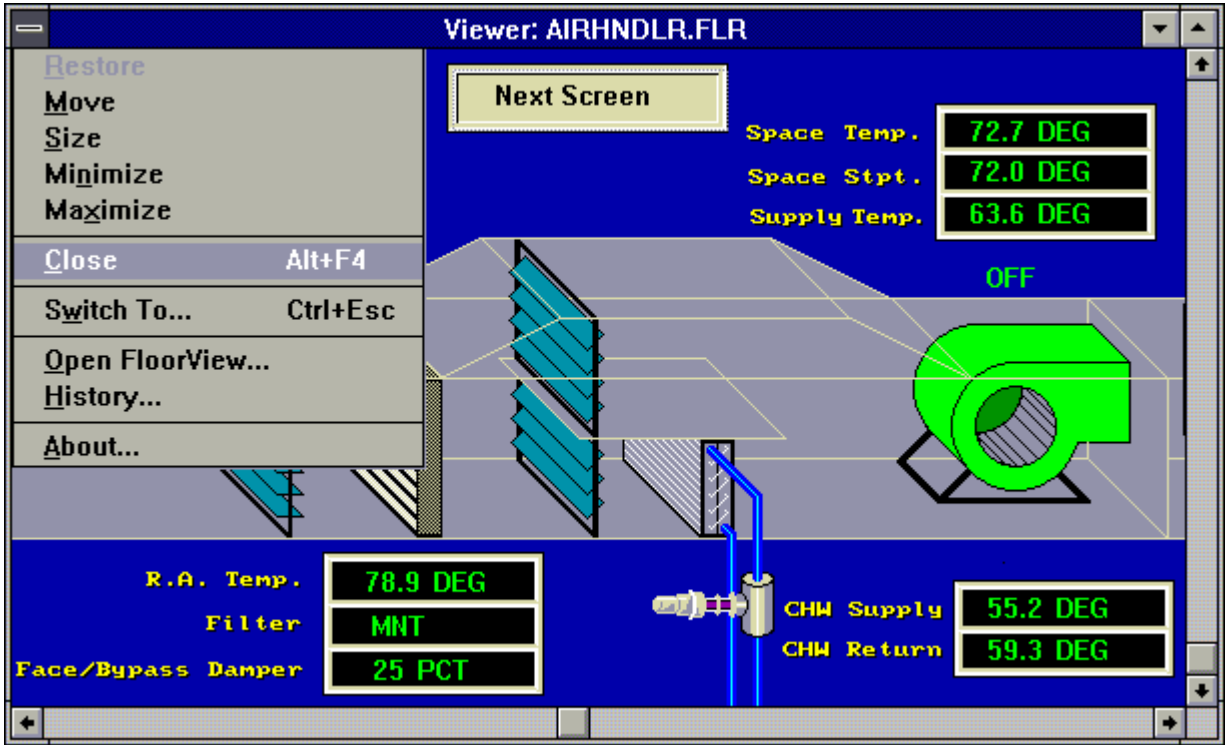 Viewer: AIRHNDLR.FLR
Restore
Move
Size
Minimize
Maximize
Close Alt+F4
Switch To... Ctrl+Esc
Open FloorView...
History...
About...
Next Screen
Space Temp. 72.7 DEG
Space Stpt. 72.0 DEG
Supply Temp. 63.6 DEG
OFF
R.A. Temp. 78.9 DEG
Filter MNT
Face/Bypass Damper 25 PCT
CHW Supply 55.2 DEG
CHW Return 59.3 DEG